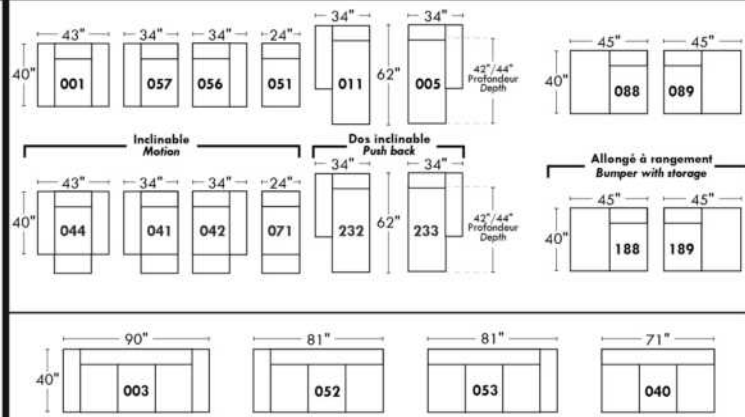 43" 34" 34" 24" 34" 34" 45" 45"
40" 001 057 056 051 011 62" 005 42"/44" Profondeur Depth 40" 088 089
Inclinable
Motion
Dos inclinable
Push back
Allongé à rangement
Bumper with storage
43" 34" 34" 24" 34" 34" 45" 45"
40" 044 041 042 071 232 62" 233 42"/44" Profondeur Depth 40" 188 189
90" 81" 81" 71"
40" 003 052 053 040